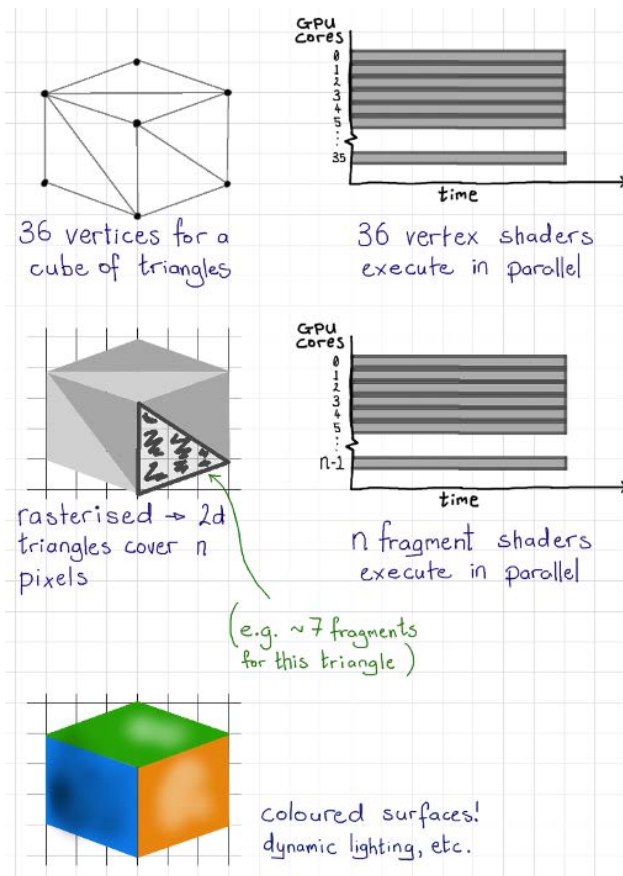 GPU
cores
0
1
2
3
4
5
⋮
35
time
36 vertices for a
cube of triangles
36 vertex shaders
execute in parallel
GPU
cores
0
1
2
3
4
5
⋮
n-1
time
rasterised → 2d
triangles cover n
pixels
n fragment shaders
execute in parallel
(e.g. ~7 fragments
for this triangle)
coloured surfaces!
dynamic lighting, etc.